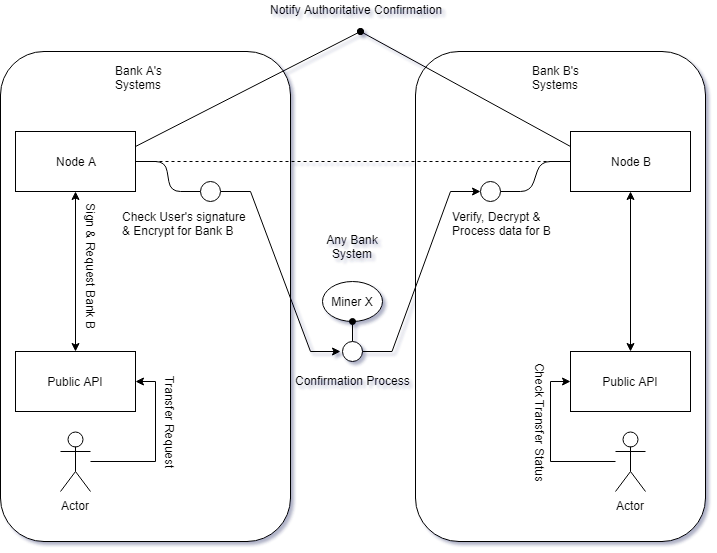 Notify Authoritative Confirmation
Bank A's
Systems
Bank B's
Systems
Node A
Node B
Check User's signature
& Encrypt for Bank B
Verify, Decrypt &
Process data for B
Sign & Request Bank B
Any Bank
System
Miner X
Confirmation Process
Public API
Transfer Request
Check Transfer Status
Public API
Actor
Actor